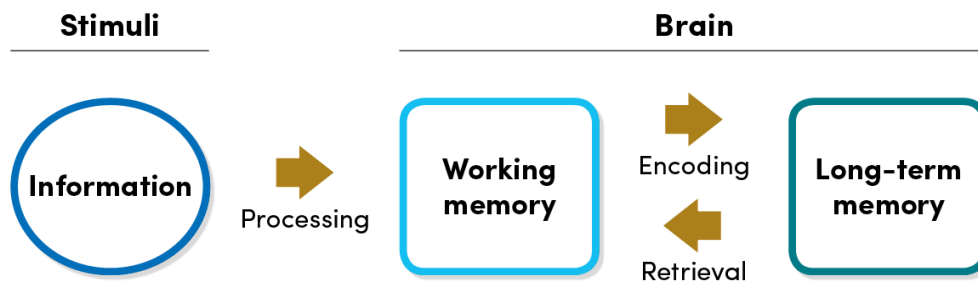 Stimuli
Brain
Information
Processing
Working
memory
Encoding
Retrieval
Long-term
memory